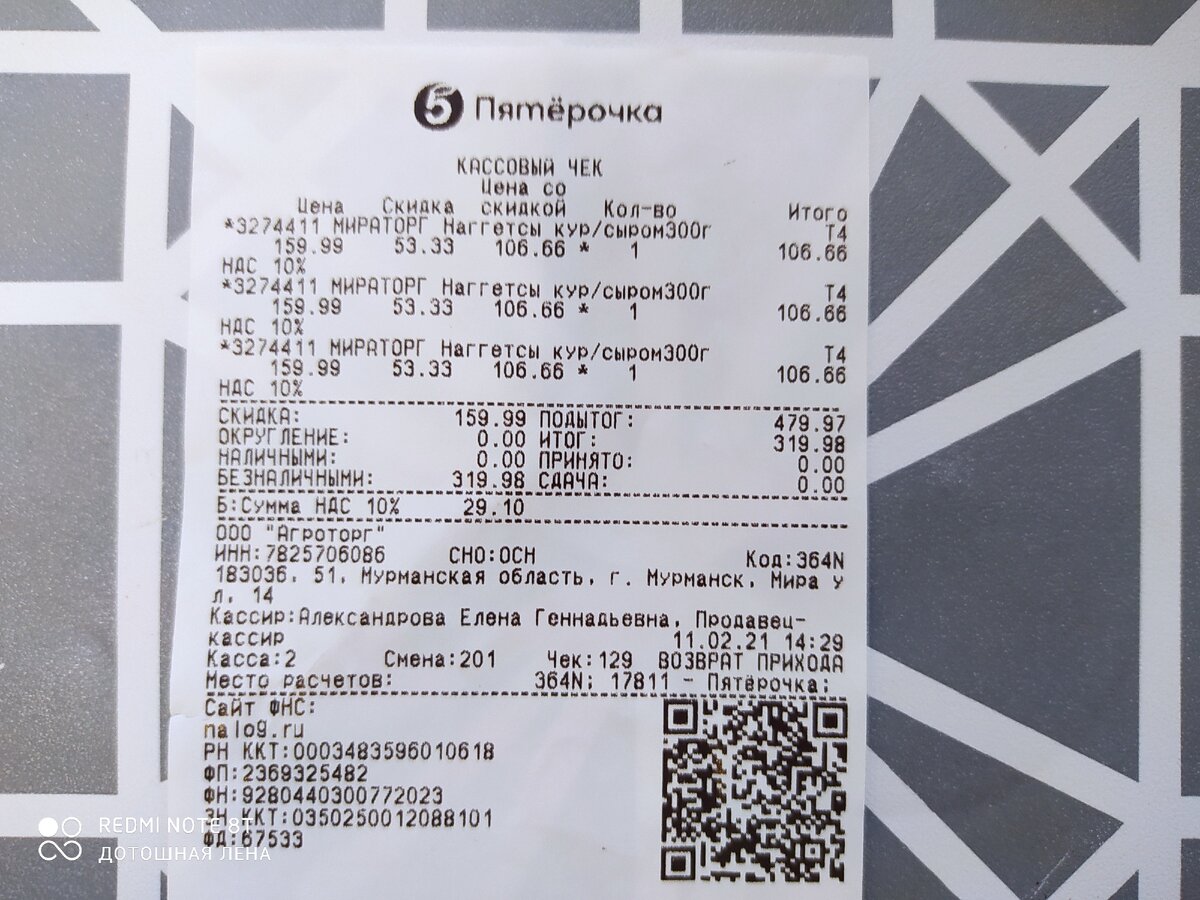 5 Пятёрочка
КАССОВЫЙ ЧЕК
Цена со
Цена Скидка скидкой Кол-во Итого
*3274411 МИРАТОРГ Наггетсы кур/сыром300г Т4
159.99 53.33 106.66 * 1 106.66
НДС 10%
*3274411 МИРАТОРГ Наггетсы кур/сыром300г Т4
159.99 53.33 106.66 * 1 106.66
НДС 10%
*3274411 МИРАТОРГ Наггетсы кур/сыром300г Т4
159.99 53.33 106.66 * 1 106.66
НДС 10%
СКИДКА: 159.99 ПОДЫТОГ: 479.97
ОКРУГЛЕНИЕ: 0.00 ИТОГ: 319.98
НАЛИЧНЫМИ: 0.00 ПРИНЯТО: 0.00
БЕЗНАЛИЧНЫМИ: 319.98 СДАЧА: 0.00
Б:Сумма НДС 10% 29.10
ООО "Агроторг"
ИНН:7825706086 СНО:ОСН Код:364N
183036, 51, Мурманская область, г. Мурманск, Мира у
л, 14
Кассир:Александрова Елена Геннадьевна, Продавец-
кассир 11.02.21 14:29
Касса:2 Смена:201 Чек:129 ВОЗВРАТ ПРИХОДА
Место расчетов: 364N; 17811 - Пятёрочка;
Сайт ФНС:
nalog.ru
РН ККТ:0003483596010618
ФП:2369325482
ФН:9280440300772023
ЗН ККТ:0350250012088101
ФД:67533
REDMI NOTE 8T
ДОТОШНАЯ ЛЕНА